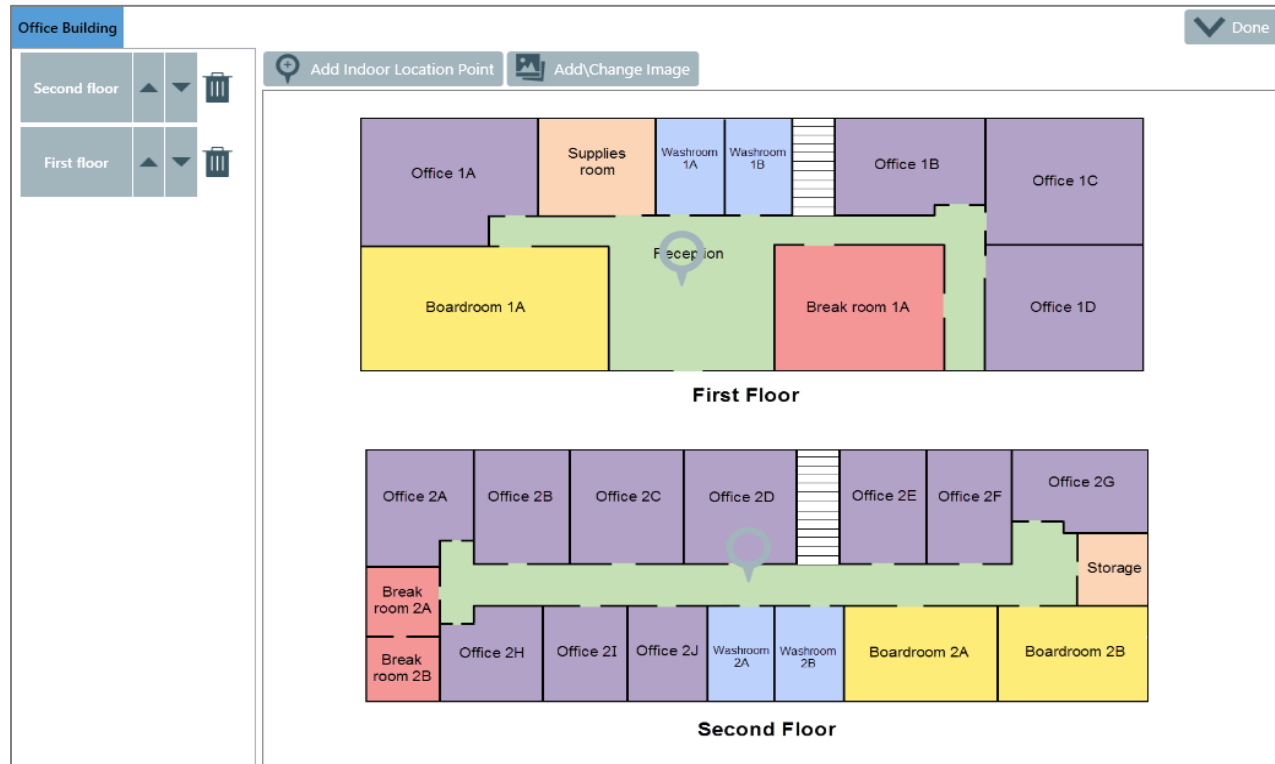 Office Building
Done
Second floor
First floor
Add Indoor Location Point
Add\Change Image
Office 1A
Supplies
room
Washroom
1A
Washroom
1B
Office 1B
Office 1C
Reception
Boardroom 1A
Break room 1A
Office 1D
First Floor
Office 2A
Office 2B
Office 2C
Office 2D
Office 2E
Office 2F
Office 2G
Storage
Break
room 2A
Break
room 2B
Office 2H
Office 2I
Office 2J
Washroom
2A
Washroom
2B
Boardroom 2A
Boardroom 2B
Second Floor